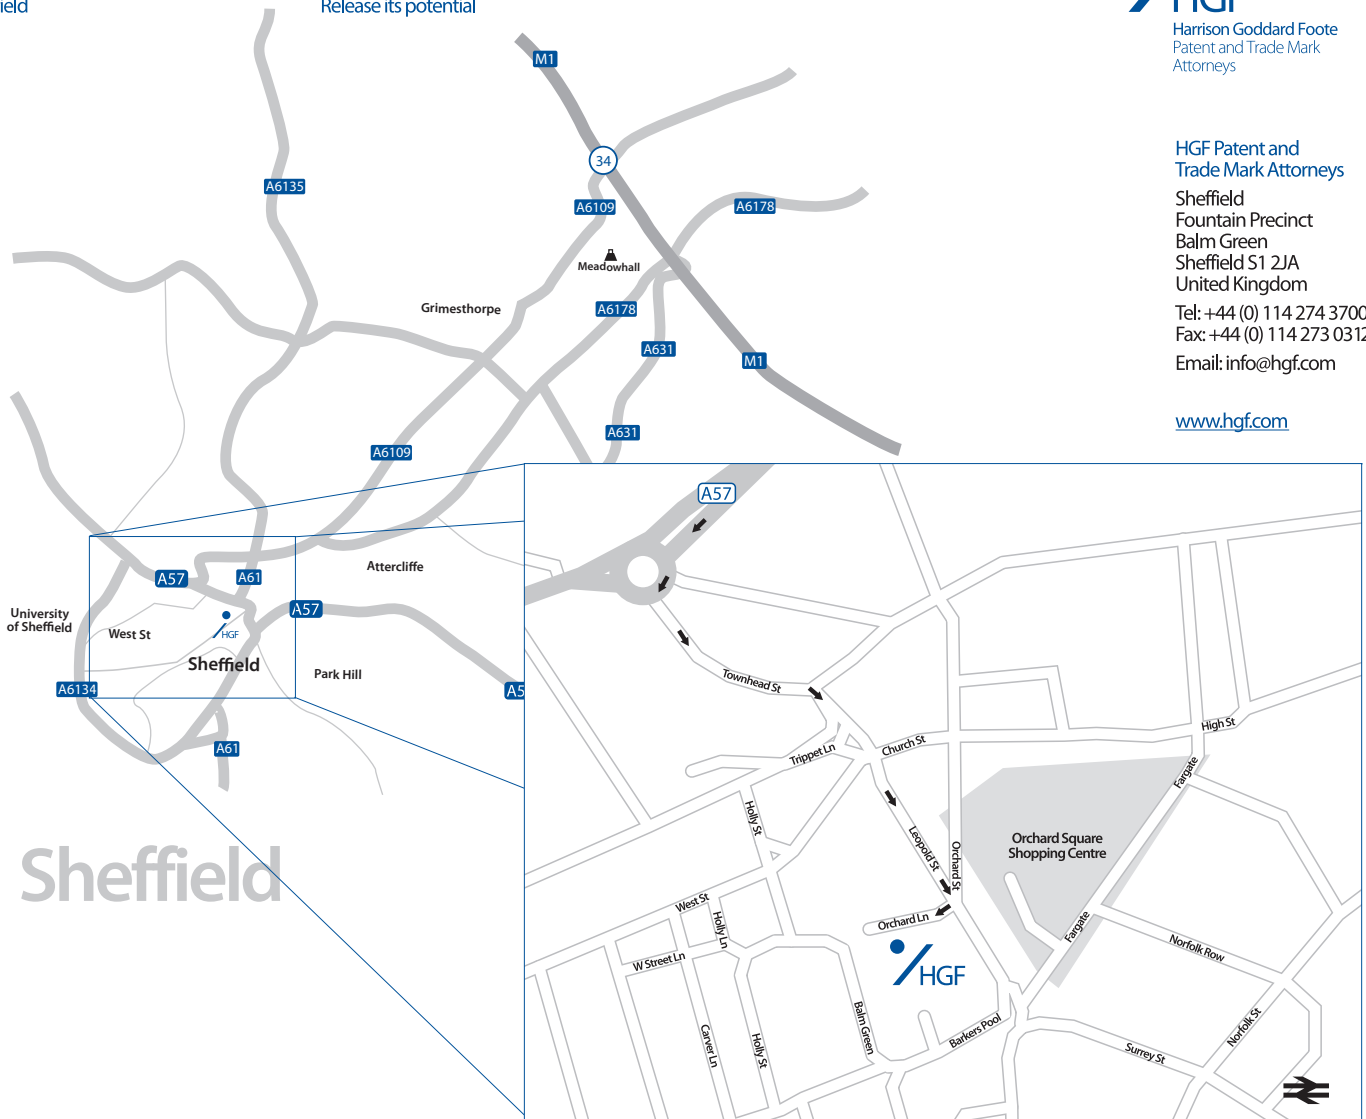 ield
Release its potential
HGF
Harrison Goddard Foote
Patent and Trade Mark
Attorneys
HGF Patent and
Trade Mark Attorneys
Sheffield
Fountain Precinct
Balm Green
Sheffield S1 2JA
United Kingdom
Tel: +44 (0) 114 274 3700
Fax: +44 (0) 114 273 0312
Email: info@hgf.com
www.hgf.com
M1
34
A6135
A6109
A6178
Meadowhall
Grimesthorpe
A6178
A631
M1
A631
A6109
A57
A61
Attercliffe
University
of Sheffield
West St
HGF
A57
Sheffield
Park Hill
A6134
A5
A61
Sheffield
A57
Townhead St
Trippet Ln
Church St
High St
Fargate
Holly St
Leopold St
Orchard St
Orchard Square
Shopping Centre
West St
Holly Ln
Orchard Ln
Fargate
W Street Ln
HGF
Norfolk Row
Carver Ln
Holly St
Balm Green
Barkers Pool
Surrey St
Norfolk St